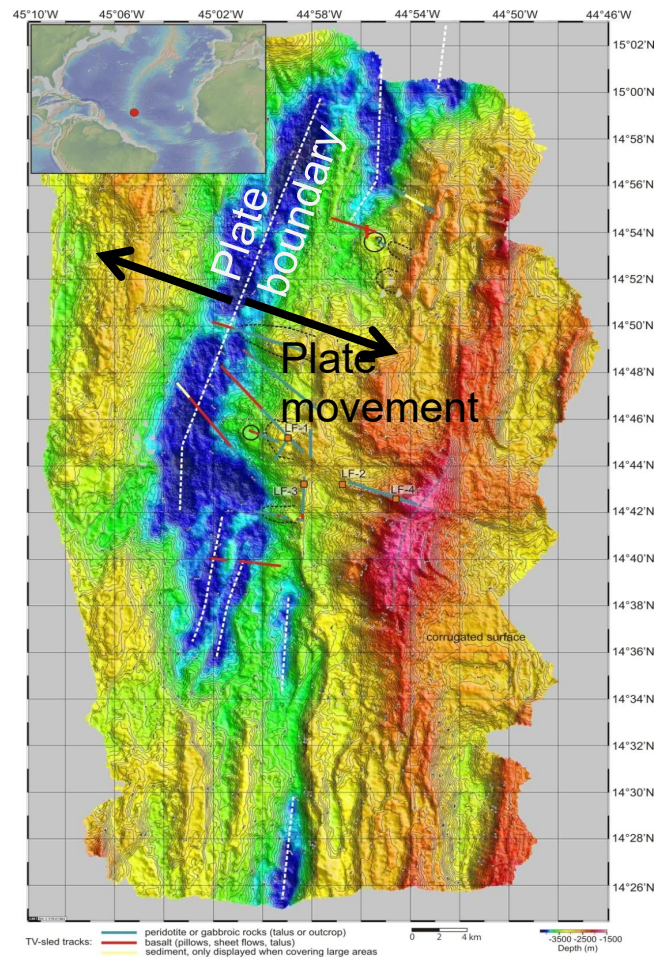 45°10'W 45°06'W 45°02'W 44°58'W 44°54'W 44°50'W 44°46'W
15°02'N
15°00'N
14°58'N
14°56'N
14°54'N
14°52'N
14°50'N
14°48'N
14°46'N
14°44'N
14°42'N
14°40'N
14°38'N
14°36'N
14°34'N
14°32'N
14°30'N
14°28'N
14°26'N
Plate
boundary
Plate
movement
LF-1
LF-2
LF-3
LF-4
corrugated surface
TV-sled tracks:
peridotite or gabbroic rocks (talus or outcrop)
basalt (pillows, sheet flows, talus)
sediment, only displayed when covering large areas
0 2 4 km
-3500 -2500 -1500
Depth (m)